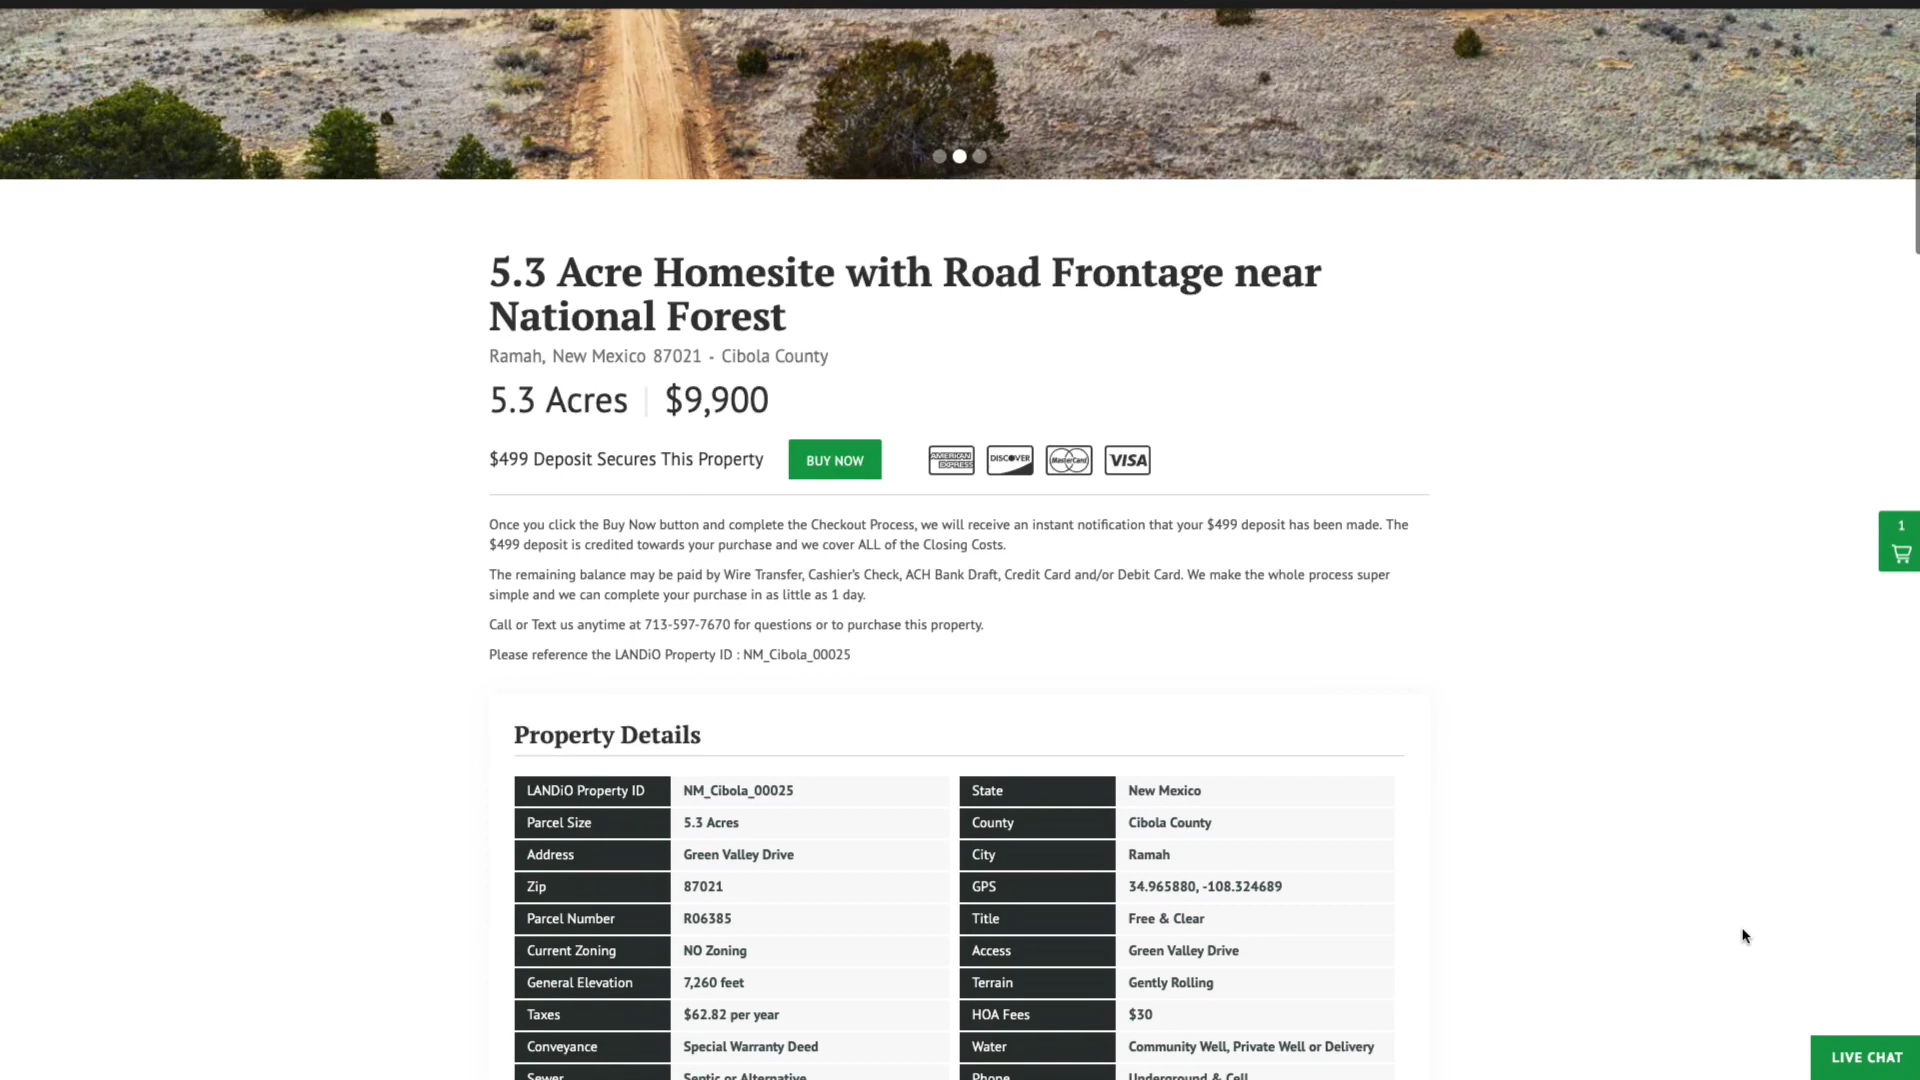 5.3 Acre Homesite with Road Frontage near
National Forest
Ramah, New Mexico 87021 - Cibola County
5.3 Acres | $9,900
$499 Deposit Secures This Property
BUY NOW
AMERICAN EXPRESS
DISCOVER
MasterCard
VISA
Once you click the Buy Now button and complete the Checkout Process, we will receive an instant notification that your $499 deposit has been made. The
$499 deposit is credited towards your purchase and we cover ALL of the Closing Costs.
1
The remaining balance may be paid by Wire Transfer, Cashier's Check, ACH Bank Draft, Credit Card and/or Debit Card. We make the whole process super
simple and we can complete your purchase in as little as 1 day.
Call or Text us anytime at 713-597-7670 for questions or to purchase this property.
Please reference the LANDiO Property ID : NM_Cibola_00025
Property Details
LANDiO Property ID NM_Cibola_00025 State New Mexico
Parcel Size 5.3 Acres County Cibola County
Address Green Valley Drive City Ramah
Zip 87021 GPS 34.965880, -108.324689
Parcel Number R06385 Title Free & Clear
Current Zoning NO Zoning Access Green Valley Drive
General Elevation 7,260 feet Terrain Gently Rolling
Taxes $62.82 per year HOA Fees $30
Conveyance Special Warranty Deed Water Community Well, Private Well or Delivery
Sewer Septic or Alternative Phone Underground & Cell
LIVE CHAT